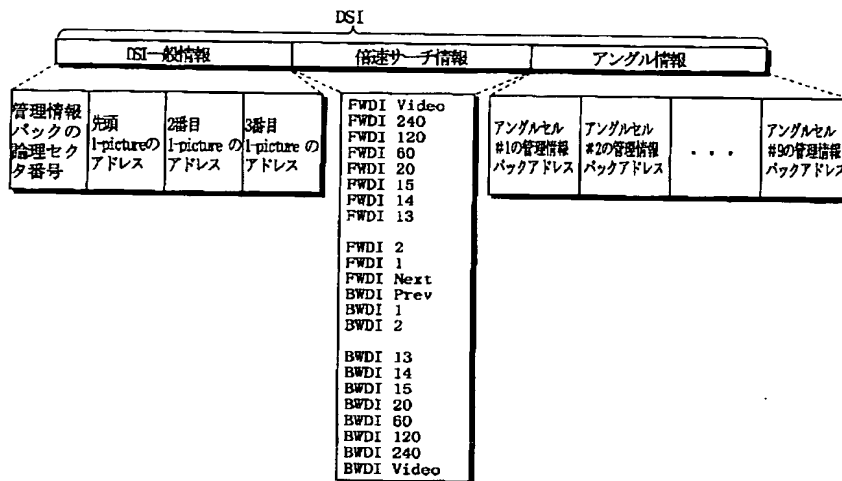 DSI
DSI一般情報
倍速サーチ情報
アングル情報
管理情報
パックの
論理セク
タ番号
先頭
1-pictureの
アドレス
2番目
1-picture の
アドレス
3番目
1-picture の
アドレス
FWDI Video
FWDI 240
FWDI 120
FWDI 60
FWDI 20
FWDI 15
FWDI 14
FWDI 13
FWDI 2
FWDI 1
FWDI Next
BWDI Prev
BWDI 1
BWDI 2
BWDI 13
BWDI 14
BWDI 15
BWDI 20
BWDI 60
BWDI 120
BWDI 240
BWDI Video
アングルセル
#1の管理情報
パックアドレス
アングルセル
#2の管理情報
パックアドレス
・・・
アングルセル
#9の管理情報
パックアドレス